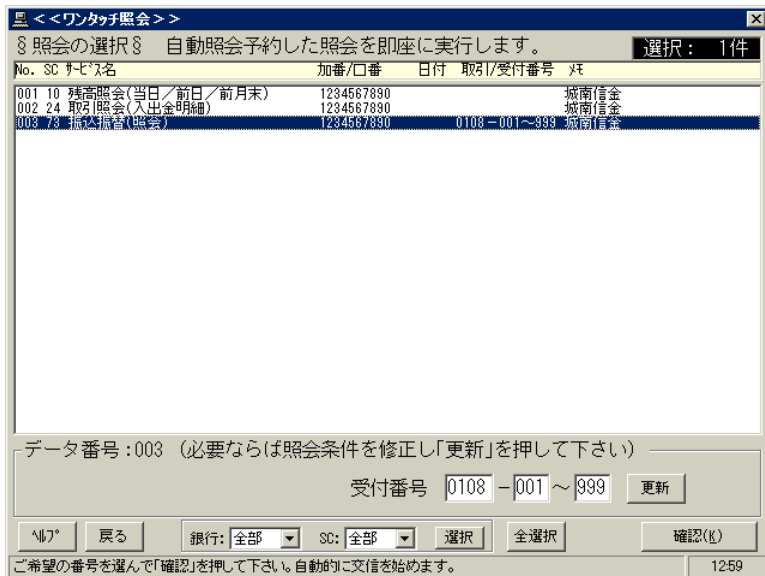 <<ワンタッチ照会>>
§照会の選択§ 自動照会予約した照会を即座に実行します。 選択: 1件
No. SC サービス名 加番/口番 日付 取引/受付番号 メモ
001 10 残高照会(当日/前日/前月末) 1234567890 城南信金
002 24 取引照会(入出金明細) 1234567890 城南信金
003 73 振込振替(照会) 1234567890 0108-001~999 城南信金
データ番号:003 (必要ならば照会条件を修正し「更新」を押して下さい)
受付番号 0108 - 001 ~ 999 更新
ヘルプ 戻る 銀行: 全部 SC: 全部 選択 全選択 確認(K)
ご希望の番号を選んで「確認」を押して下さい。自動的に交信を始めます。 12:59